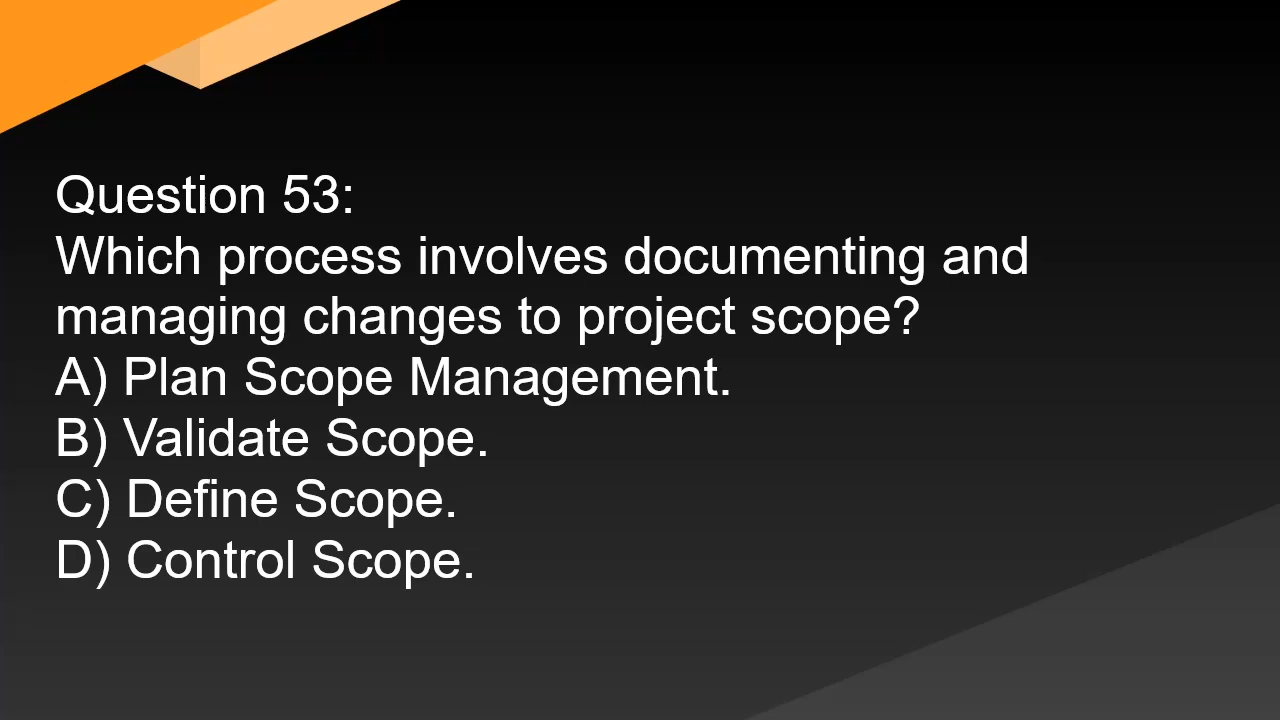 Question 53:
Which process involves documenting and
managing changes to project scope?
A) Plan Scope Management.
B) Validate Scope.
C) Define Scope.
D) Control Scope.